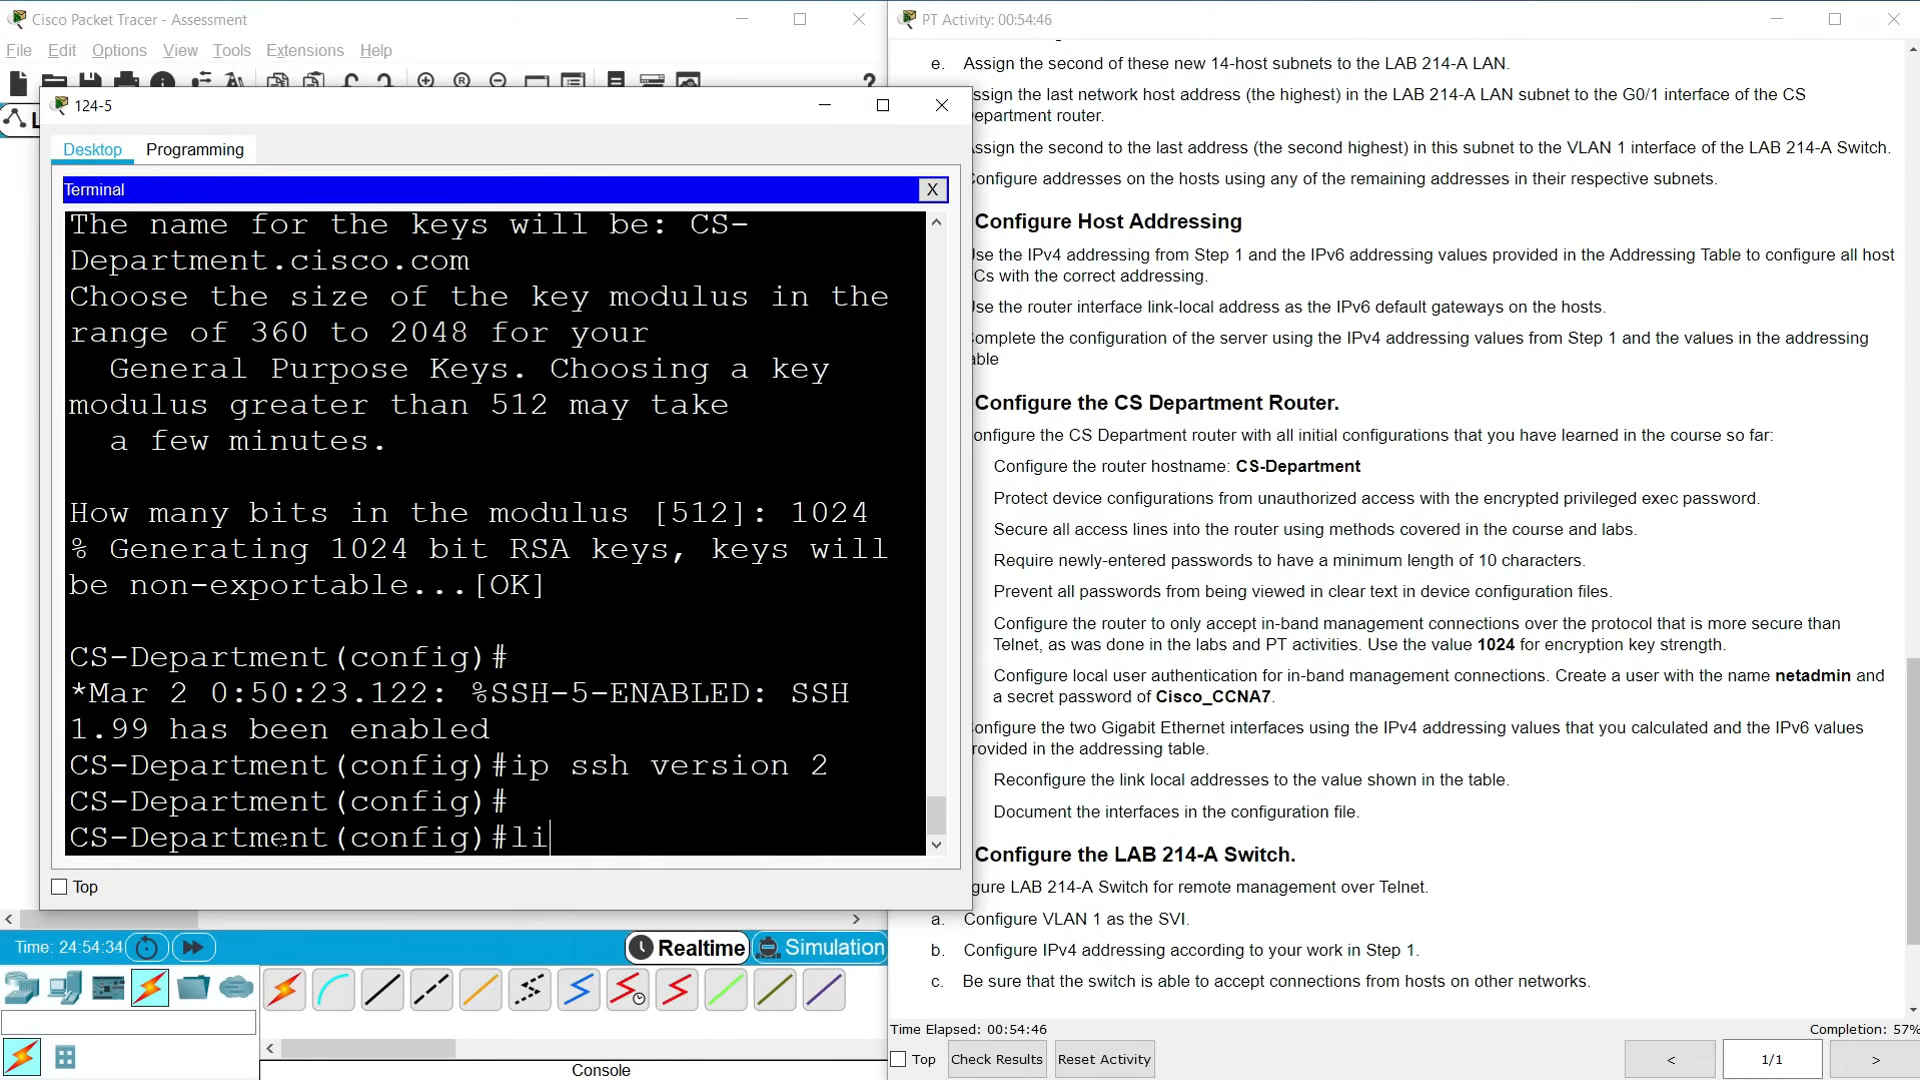 Cisco Packet Tracer - Assessment
File Edit Options View Tools Extensions Help
124-5
Desktop Programming
Terminal
X
The name for the keys will be: CS-
Department.cisco.com
Choose the size of the key modulus in the
range of 360 to 2048 for your
General Purpose Keys. Choosing a key
modulus greater than 512 may take
a few minutes.
How many bits in the modulus [512]: 1024
% Generating 1024 bit RSA keys, keys will
be non-exportable...[OK]
CS-Department(config)#
*Mar 2 0:50:23.122: %SSH-5-ENABLED: SSH
1.99 has been enabled
CS-Department(config)#ip ssh version 2
CS-Department(config)#
CS-Department(config)#li
Top
Time: 24:54:34
Realtime
Simulation
Console
PT Activity: 00:54:46
e. Assign the second of these new 14-host subnets to the LAB 214-A LAN.
ssign the last network host address (the highest) in the LAB 214-A LAN subnet to the G0/1 interface of the CS
epartment router.
ssign the second to the last address (the second highest) in this subnet to the VLAN 1 interface of the LAB 214-A Switch.
onfigure addresses on the hosts using any of the remaining addresses in their respective subnets.
Configure Host Addressing
se the IPv4 addressing from Step 1 and the IPv6 addressing values provided in the Addressing Table to configure all host
Cs with the correct addressing.
se the router interface link-local address as the IPv6 default gateways on the hosts.
omplete the configuration of the server using the IPv4 addressing values from Step 1 and the values in the addressing
able
Configure the CS Department Router.
onfigure the CS Department router with all initial configurations that you have learned in the course so far:
Configure the router hostname: CS-Department
Protect device configurations from unauthorized access with the encrypted privileged exec password.
Secure all access lines into the router using methods covered in the course and labs.
Require newly-entered passwords to have a minimum length of 10 characters.
Prevent all passwords from being viewed in clear text in device configuration files.
Configure the router to only accept in-band management connections over the protocol that is more secure than
Telnet, as was done in the labs and PT activities. Use the value 1024 for encryption key strength.
Configure local user authentication for in-band management connections. Create a user with the name netadmin and
a secret password of Cisco_CCNA7.
onfigure the two Gigabit Ethernet interfaces using the IPv4 addressing values that you calculated and the IPv6 values
rovided in the addressing table.
Reconfigure the link local addresses to the value shown in the table.
Document the interfaces in the configuration file.
Configure the LAB 214-A Switch.
gure LAB 214-A Switch for remote management over Telnet.
a. Configure VLAN 1 as the SVI.
b. Configure IPv4 addressing according to your work in Step 1.
c. Be sure that the switch is able to accept connections from hosts on other networks.
Time Elapsed: 00:54:46 Completion: 57%
Top Check Results Reset Activity < 1/1 >